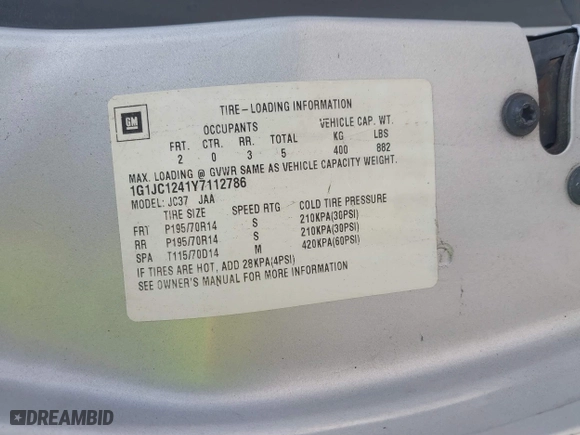 GM
TIRE-LOADING INFORMATION
OCCUPANTS VEHICLE CAP. WT.
FRT. CTR. RR. TOTAL KG LBS
2 0 3 5 400 882
MAX. LOADING @ GVWR SAME AS VEHICLE CAPACITY WEIGHT.
1G1JC1241Y7112786
MODEL: JC37 JAA
TIRE SIZE SPEED RTG COLD TIRE PRESSURE
FRT P195/70R14 S 210KPA(30PSI)
RR P195/70R14 S 210KPA(30PSI)
SPA T115/70D14 M 420KPA(60PSI)
IF TIRES ARE HOT, ADD 28KPA(4PSI)
SEE OWNER'S MANUAL FOR MORE INFORMATION
DREAMBID